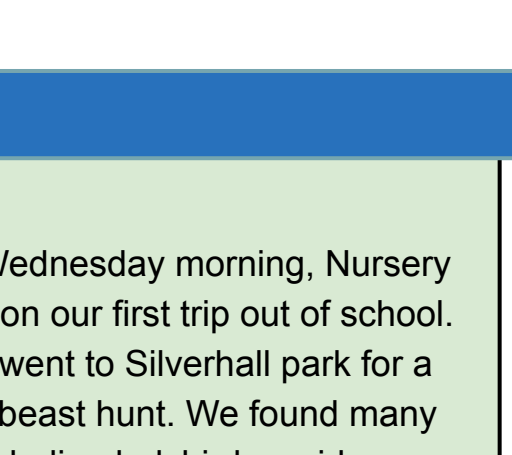 Wednesday morning, Nursery
on our first trip out of school.
went to Silverhall park for a
beast hunt. We found many